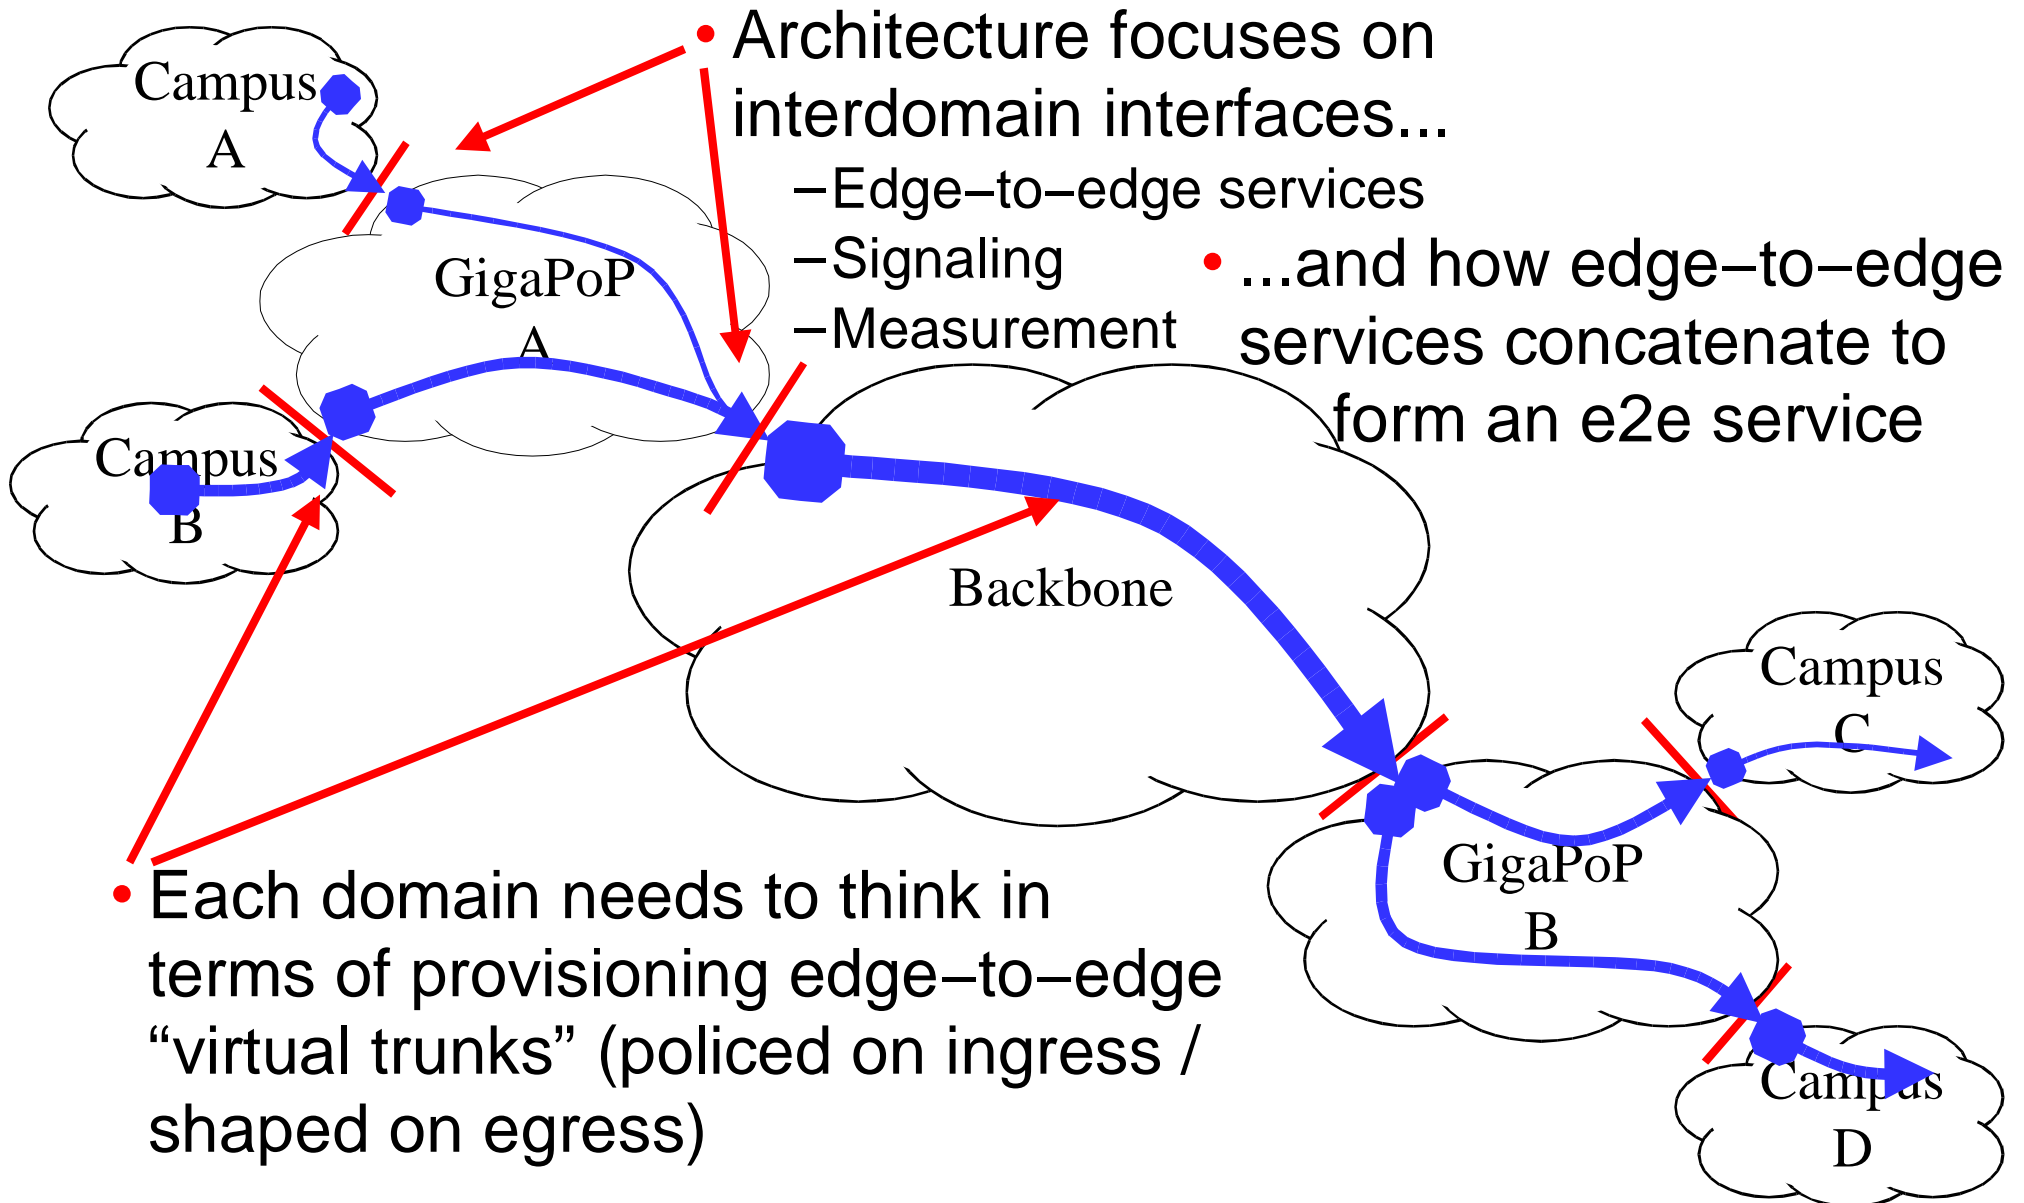 • Architecture focuses on
interdomain interfaces...
–Edge–to–edge services
–Signaling
–Measurement
• ...and how edge–to–edge
services concatenate to
form an e2e service
Campus
A
GigaPoP
A
Campus
B
Backbone
Campus
C
GigaPoP
B
Campus
D
• Each domain needs to think in
terms of provisioning edge–to–edge
“virtual trunks” (policed on ingress /
shaped on egress)